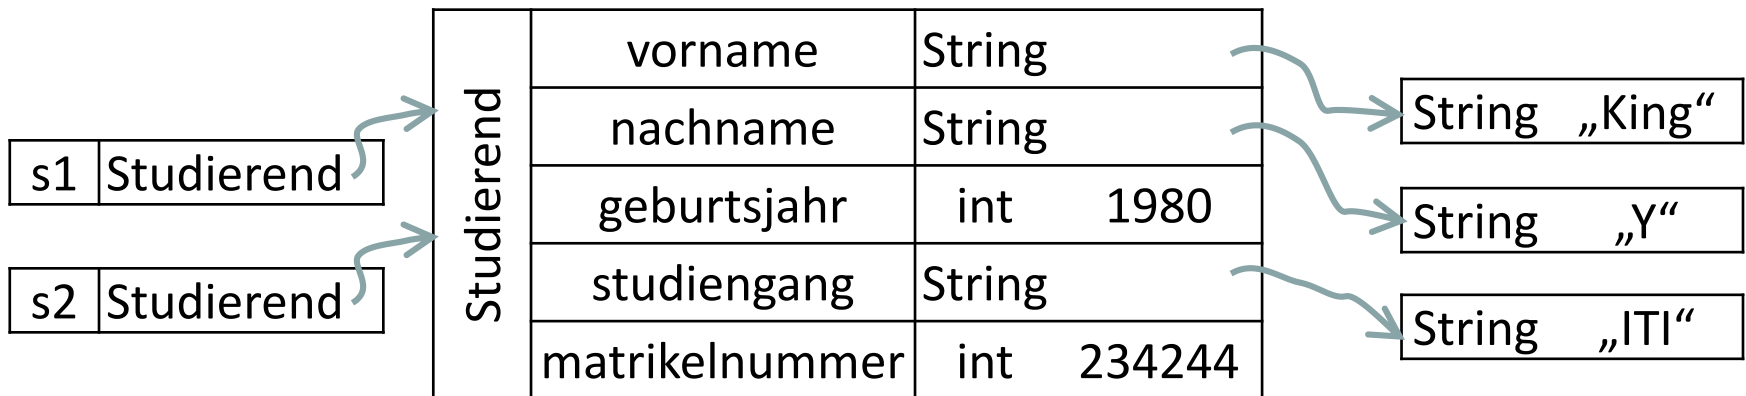 s1 Studierend
s2 Studierend
Studierend
vorname String
nachname String
geburtsjahr int 1980
studiengang String
matrikelnummer int 234244
String „King“
String „Y“
String „ITI“